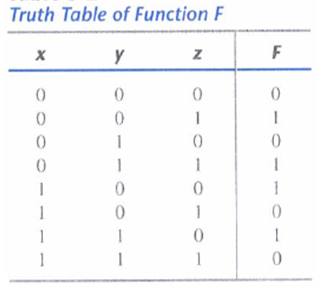 Truth Table of Function F
x y z F
0 0 0 0
0 0 1 1
0 1 0 0
0 1 1 1
1 0 0 1
1 0 1 0
1 1 0 1
1 1 1 0